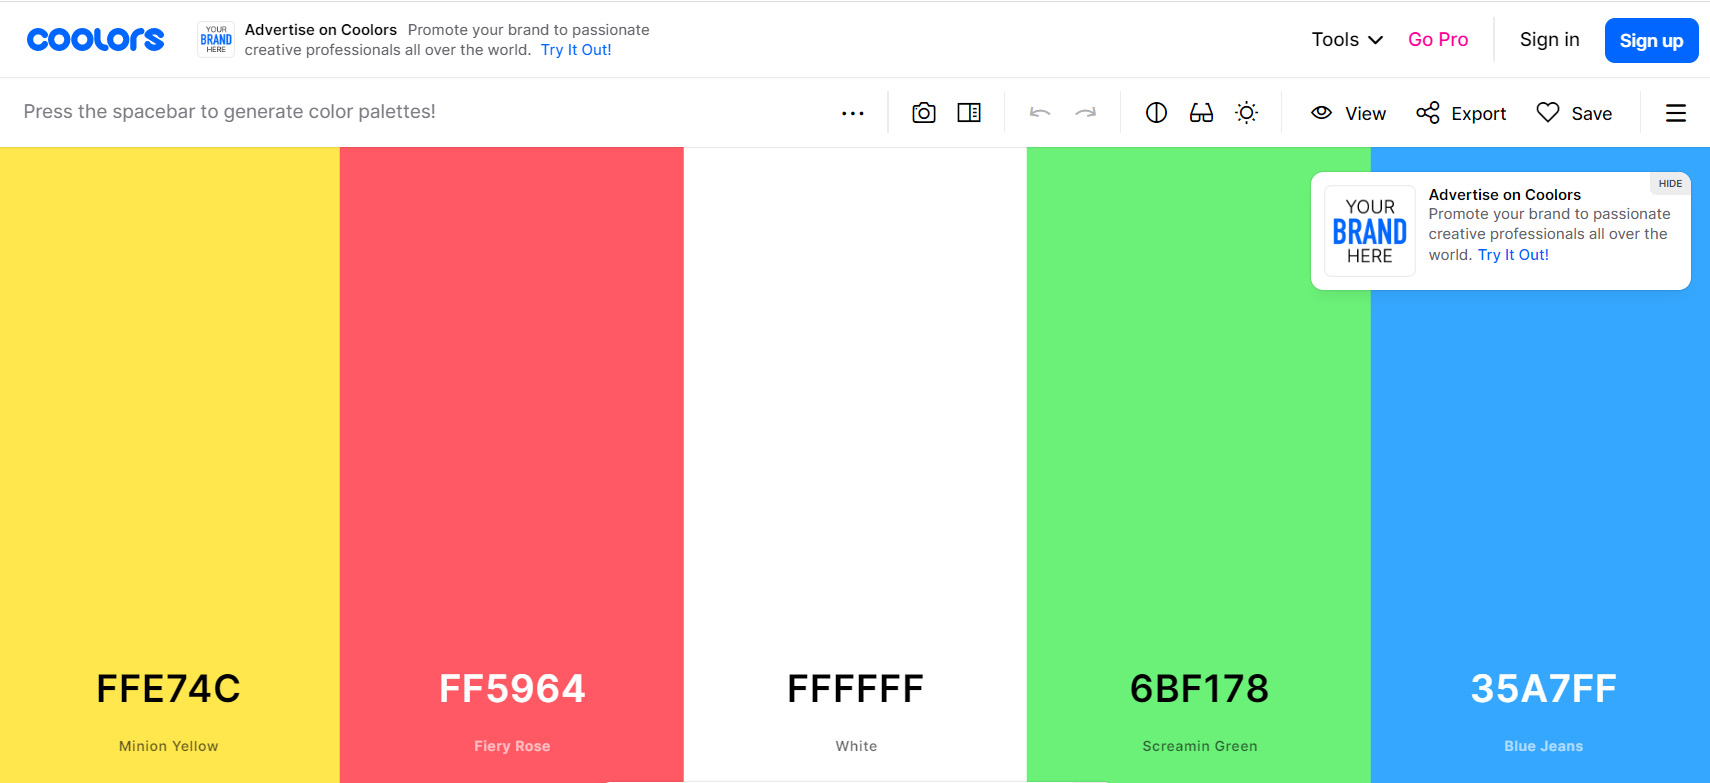 coolors
YOUR
BRAND
HERE
Advertise on Coolors Promote your brand to passionate
creative professionals all over the world. Try It Out!
Tools
Go Pro
Sign in
Sign up
Press the spacebar to generate color palettes!
View
Export
Save
HIDE
YOUR
BRAND
HERE
Advertise on Coolors
Promote your brand to passionate
creative professionals all over the
world. Try It Out!
FFE74C
FF5964
FFFFFF
6BF178
35A7FF
Minion Yellow
Fiery Rose
White
Screamin Green
Blue Jeans